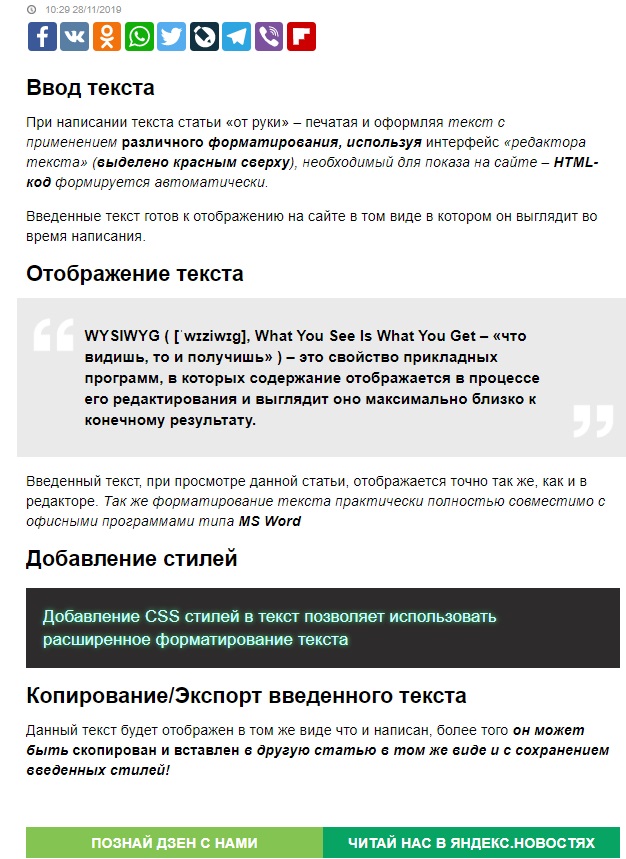 10:29 28/11/2019
Ввод текста
При написании текста статьи «от руки» – печатая и оформляя текст с
применением различного форматирования, используя интерфейс «редактора
текста» (выделено красным сверху), необходимый для показа на сайте – HTML-
код формируется автоматически.
Введенные текст готов к отображению на сайте в том виде в котором он выглядит во
время написания.
Отображение текста
WYSIWYG ( [ˈwɪziwɪg], What You See Is What You Get – «что
видишь, то и получишь» ) – это свойство прикладных
программ, в которых содержание отображается в процессе
его редактирования и выглядит оно максимально близко к
конечному результату.
Введенный текст, при просмотре данной статьи, отображается точно так же, как и в
редакторе. Так же форматирование текста практически полностью совместимо с
офисными программами типа MS Word
Добавление стилей
Добавление CSS стилей в текст позволяет использовать
расширенное форматирование текста
Копирование/Экспорт введенного текста
Данный текст будет отображен в том же виде что и написан, более того он может
быть скопирован и вставлен в другую статью в том же виде и с сохранением
введенных стилей!
ПОЗНАЙ ДЗЕН С НАМИ
ЧИТАЙ НАС В ЯНДЕКС.НОВОСТЯХ